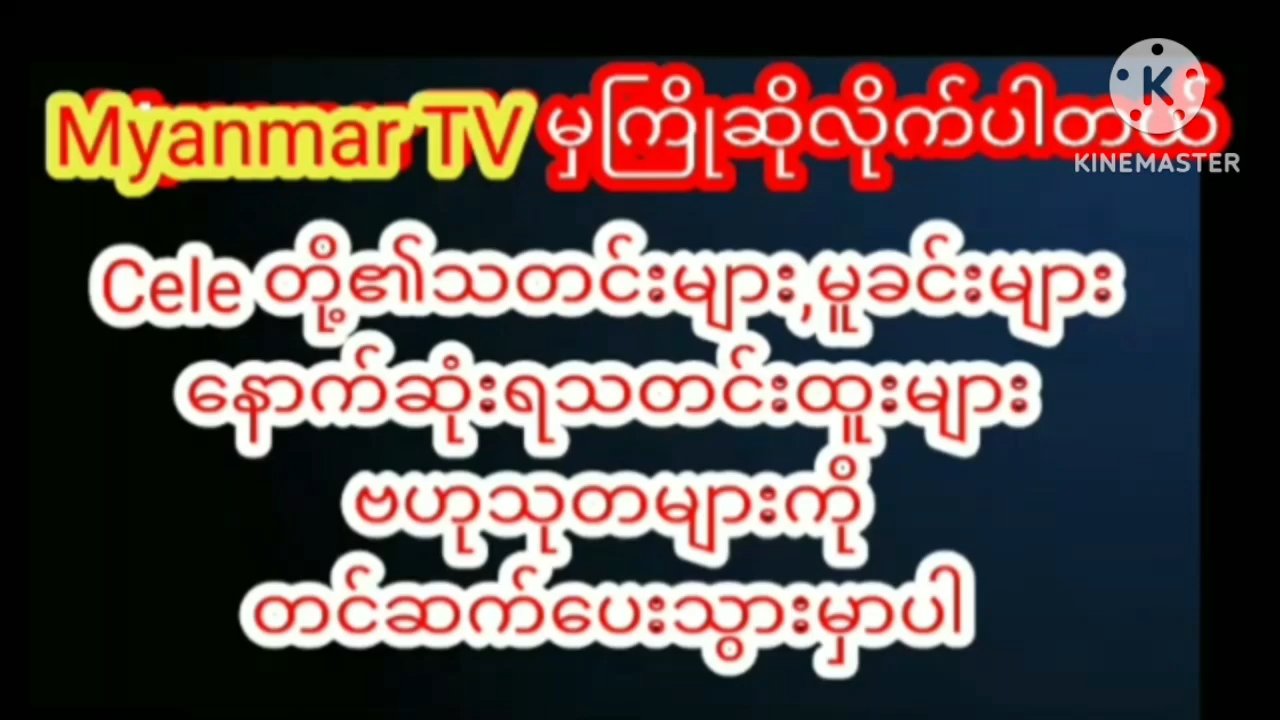 Myanmar TV မှကြိုဆိုလိုက်ပါတယ်
KINEMASTER
Cele တို့၏သတင်းများ,မူခင်းများ
နောက်ဆုံးရသတင်းထူးများ
ဗဟုသုတများကို
တင်ဆက်ပေးသွားမှာပါ